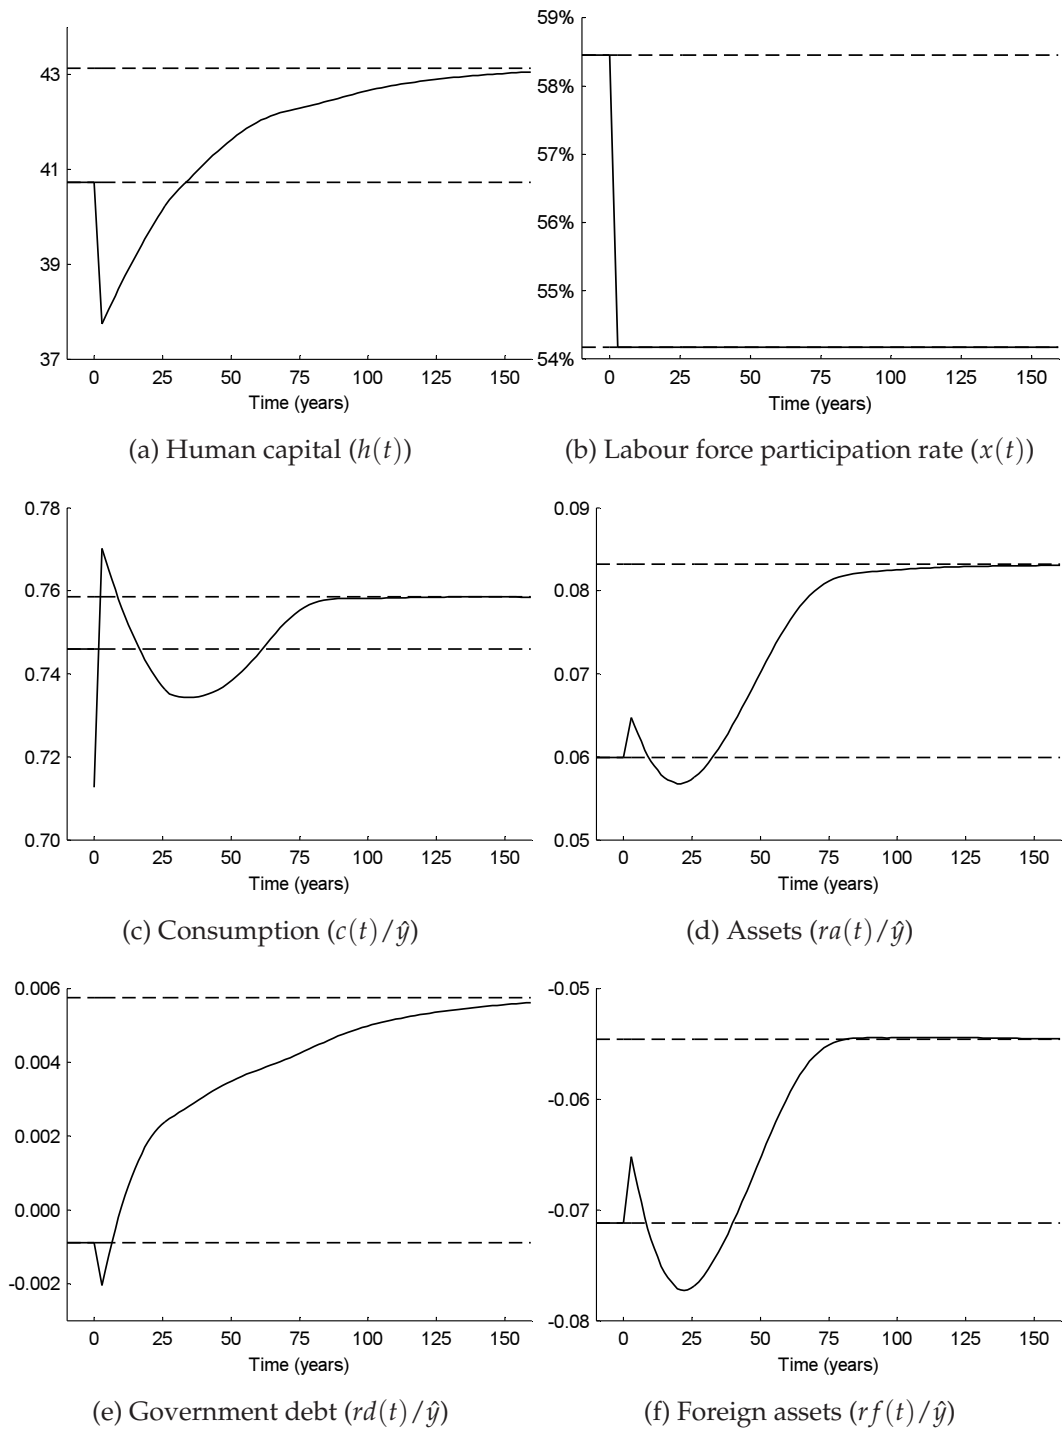 43
41
39
37
0 25 50 75 100 125 150
Time (years)
(a) Human capital (h(t))
59%
58%
57%
56%
55%
54%
0 25 50 75 100 125 150
Time (years)
(b) Labour force participation rate (x(t))
0.78
0.76
0.74
0.72
0.70
0 25 50 75 100 125 150
Time (years)
(c) Consumption (c(t)/ŷ)
0.09
0.08
0.07
0.06
0.05
0 25 50 75 100 125 150
Time (years)
(d) Assets (ra(t)/ŷ)
0.006
0.004
0.002
0.000
-0.002
0 25 50 75 100 125 150
Time (years)
(e) Government debt (rd(t)/ŷ)
-0.05
-0.06
-0.07
-0.08
0 25 50 75 100 125 150
Time (years)
(f) Foreign assets (rf(t)/ŷ)